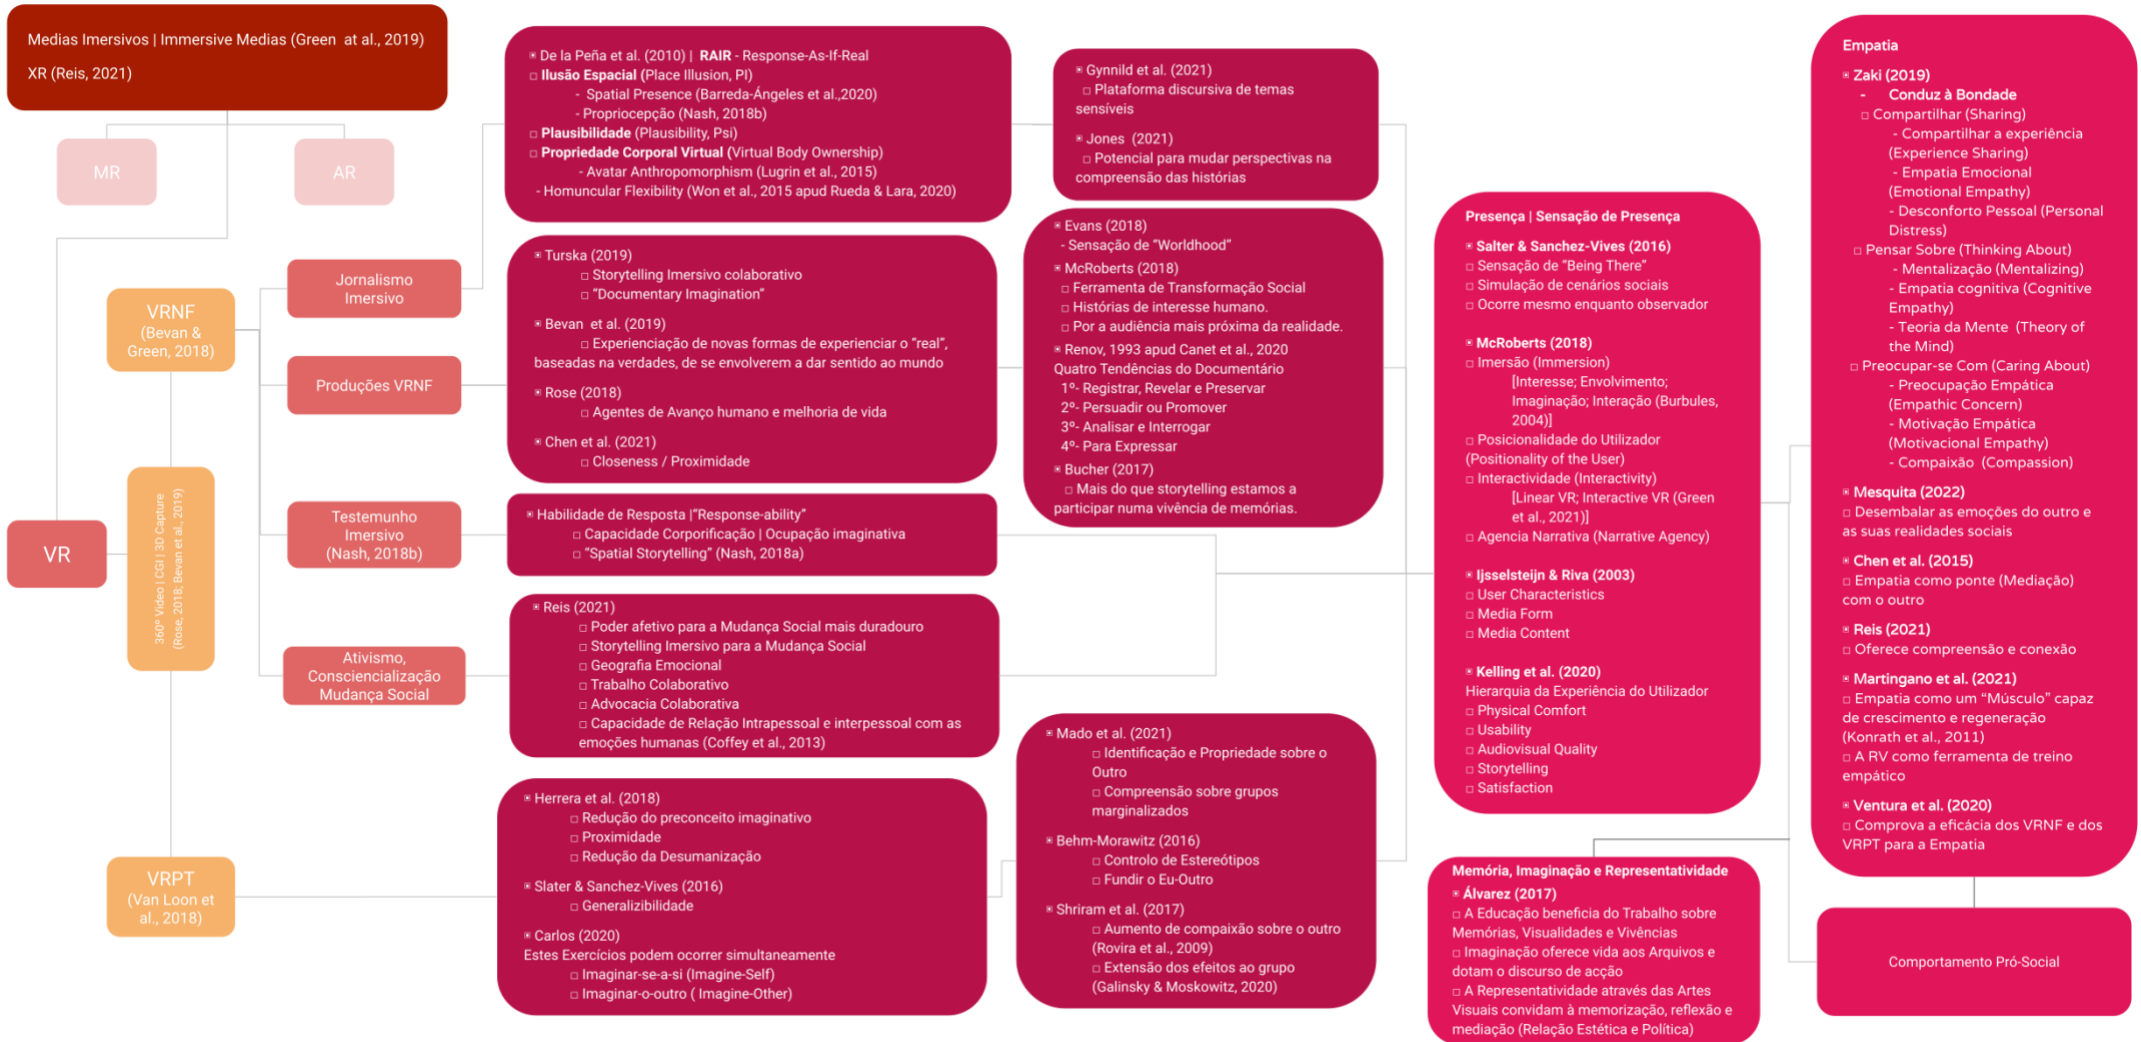 Medias Imersivos | Immersive Medias (Green at al., 2019)
XR (Reis, 2021)
MR
AR
VR
VRNF
(Bevan &
Green, 2018)
360º Video | CGI | 3D Capture
(Rose, 2018; Bevan et al., 2019)
VRPT
(Van Loon et
al., 2018)
Jornalismo
Imersivo
Produções VRNF
Testemunho
Imersivo
(Nash, 2018b)
Ativismo,
Consciencialização
Mudança Social
▣ De la Peña et al. (2010) | RAIR - Response-As-If-Real
□ Ilusão Espacial (Place Illusion, PI)
- Spatial Presence (Barreda-Ángeles et al.,2020)
- Propriocepção (Nash, 2018b)
□ Plausibilidade (Plausibility, Psi)
□ Propriedade Corporal Virtual (Virtual Body Ownership)
- Avatar Anthropomorphism (Lugrin et al., 2015)
- Homuncular Flexibility (Won et al., 2015 apud Rueda & Lara, 2020)
▣ Turska (2019)
□ Storytelling Imersivo colaborativo
□ “Documentary Imagination”
▣ Bevan et al. (2019)
□ Experienciação de novas formas de experienciar o “real”,
baseadas na verdades, de se envolverem a dar sentido ao mundo
▣ Rose (2018)
□ Agentes de Avanço humano e melhoria de vida
▣ Chen et al. (2021)
□ Closeness / Proximidade
▣ Habilidade de Resposta |“Response-ability”
□ Capacidade Corporificação | Ocupação imaginativa
□ “Spatial Storytelling” (Nash, 2018a)
▣ Reis (2021)
□ Poder afetivo para a Mudança Social mais duradouro
□ Storytelling Imersivo para a Mudança Social
□ Geografia Emocional
□ Trabalho Colaborativo
□ Advocacia Colaborativa
□ Capacidade de Relação Intrapessoal e interpessoal com as
emoções humanas (Coffey et al., 2013)
▣ Herrera et al. (2018)
□ Redução do preconceito imaginativo
□ Proximidade
□ Redução da Desumanização
▣ Slater & Sanchez-Vives (2016)
□ Generalizibilidade
▣ Carlos (2020)
Estes Exercícios podem ocorrer simultaneamente
□ Imaginar-se-a-si (Imagine-Self)
□ Imaginar-o-outro ( Imagine-Other)
▣ Gynnild et al. (2021)
□ Plataforma discursiva de temas
sensíveis
▣ Jones (2021)
□ Potencial para mudar perspectivas na
compreensão das histórias
▣ Evans (2018)
- Sensação de “Worldhood”
▣ McRoberts (2018)
□ Ferramenta de Transformação Social
□ Histórias de interesse humano.
□ Por a audiência mais próxima da realidade.
▣ Renov, 1993 apud Canet et al., 2020
Quatro Tendências do Documentário
1º- Registrar, Revelar e Preservar
2º- Persuadir ou Promover
3º- Analisar e Interrogar
4º- Para Expressar
▣ Bucher (2017)
□ Mais do que storytelling estamos a
participar numa vivência de memórias.
▣ Mado et al. (2021)
□ Identificação e Propriedade sobre o
Outro
□ Compreensão sobre grupos
marginalizados
▣ Behm-Morawitz (2016)
□ Controlo de Estereótipos
□ Fundir o Eu-Outro
▣ Shriram et al. (2017)
□ Aumento de compaixão sobre o outro
(Rovira et al., 2009)
□ Extensão dos efeitos ao grupo
(Galinsky & Moskowitz, 2020)
Presença | Sensação de Presença
▣ Salter & Sanchez-Vives (2016)
□ Sensação de “Being There”
□ Simulação de cenários sociais
□ Ocorre mesmo enquanto observador
▣ McRoberts (2018)
□ Imersão (Immersion)
[Interesse; Envolvimento;
Imaginação; Interação (Burbules,
2004)]
□ Posicionalidade do Utilizador
(Positionality of the User)
□ Interactividade (Interactivity)
[Linear VR; Interactive VR (Green
et al., 2021)]
□ Agencia Narrativa (Narrative Agency)
▣ Ijsselsteijn & Riva (2003)
□ User Characteristics
□ Media Form
□ Media Content
▣ Kelling et al. (2020)
Hierarquia da Experiência do Utilizador
□ Physical Comfort
□ Usability
□ Audiovisual Quality
□ Storytelling
□ Satisfaction
Memória, Imaginação e Representatividade
▣ Álvarez (2017)
□ A Educação beneficia do Trabalho sobre
Memórias, Visualidades e Vivências
□ Imaginação oferece vida aos Arquivos e
dotam o discurso de acção
□ A Representatividade através das Artes
Visuais convidam à memorização, reflexão e
mediação (Relação Estética e Política)
Empatia
▣ Zaki (2019)
- Conduz à Bondade
□ Compartilhar (Sharing)
- Compartilhar a experiência
(Experience Sharing)
- Empatia Emocional
(Emotional Empathy)
- Desconforto Pessoal (Personal
Distress)
□ Pensar Sobre (Thinking About)
- Mentalização (Mentalizing)
- Empatia cognitiva (Cognitive
Empathy)
- Teoria da Mente (Theory of
the Mind)
□ Preocupar-se Com (Caring About)
- Preocupação Empática
(Empathic Concern)
- Motivação Empática
(Motivacional Empathy)
- Compaixão (Compassion)
▣ Mesquita (2022)
□ Desembalar as emoções do outro e
as suas realidades sociais
▣ Chen et al. (2015)
□ Empatia como ponte (Mediação)
com o outro
▣ Reis (2021)
□ Oferece compreensão e conexão
▣ Martingano et al. (2021)
□ Empatia como um “Músculo” capaz
de crescimento e regeneração
(Konrath et al., 2011)
□ A RV como ferramenta de treino
empático
▣ Ventura et al. (2020)
□ Comprova a eficácia dos VRNF e dos
VRPT para a Empatia
Comportamento Pró-Social